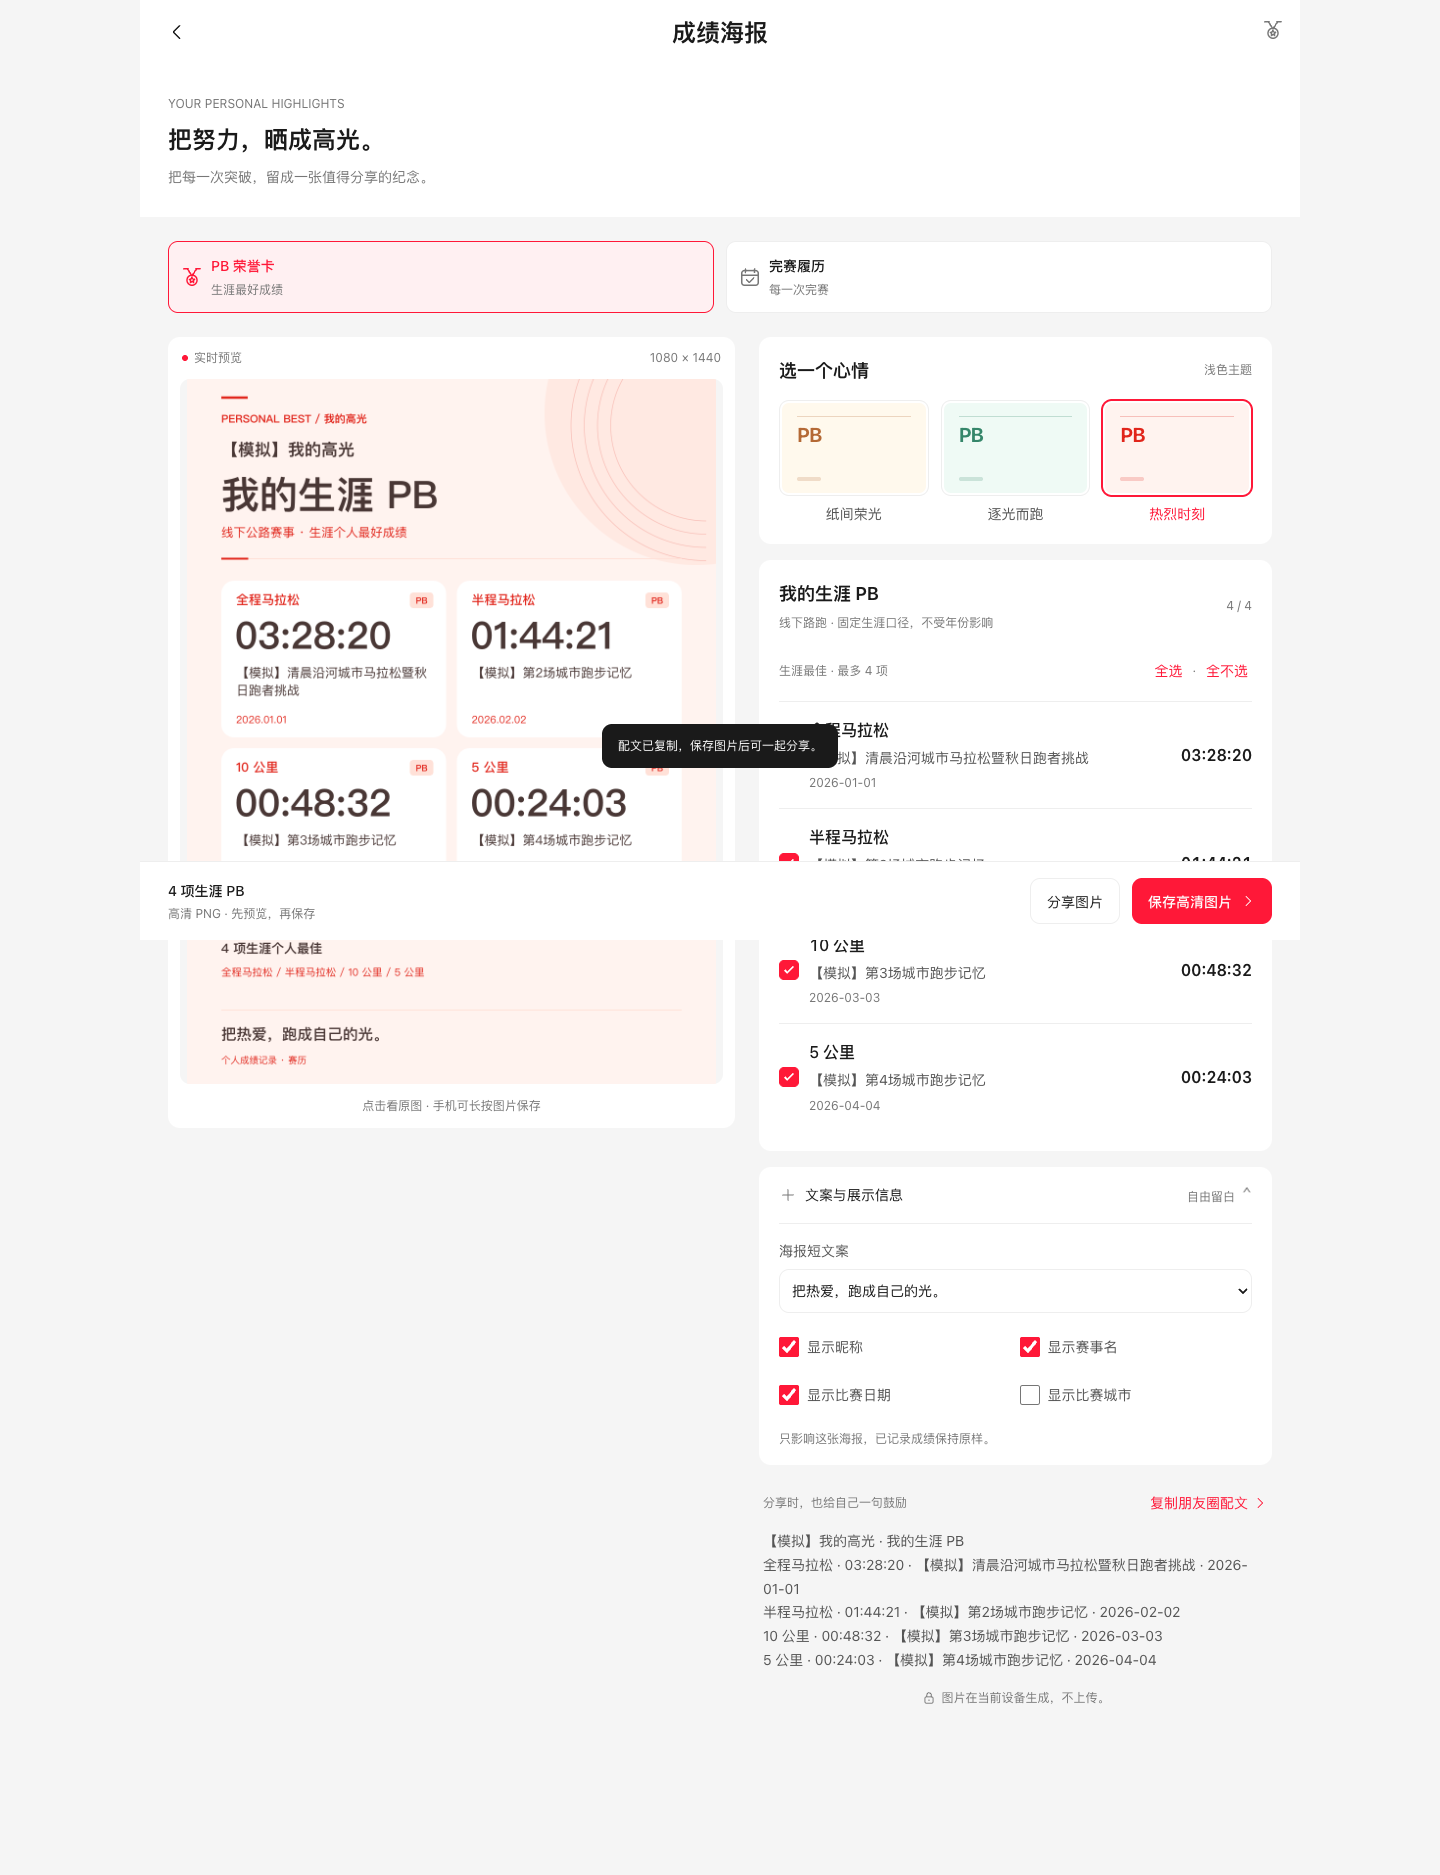 成绩海报
YOUR PERSONAL HIGHLIGHTS
把努力，晒成高光。
把每一次突破，留成一张值得分享的纪念。
PB 荣誉卡
生涯最好成绩
完赛履历
每一次完赛
实时预览
1080 × 1440
PERSONAL BEST / 我的高光
【模拟】我的高光
我的生涯 PB
线下公路赛事 · 生涯个人最好成绩
全程马拉松
PB
03:28:20
【模拟】清晨沿河城市马拉松暨秋
日跑者挑战
2026.01.01
半程马拉松
PB
01:44:21
【模拟】第2场城市跑步记忆
2026.02.02
10 公里
PB
00:48:32
【模拟】第3场城市跑步记忆
5 公里
00:24:03
【模拟】第4场城市跑步记忆
配文已复制，保存图片后可一起分享。
4 项生涯个人最佳
全程马拉松 / 半程马拉松 / 10 公里 / 5 公里
把热爱，跑成自己的光。
个人成绩记录 · 赛历
点击看原图 · 手机可长按图片保存
选一个心情
浅色主题
PB
纸间荣光
PB
逐光而跑
PB
热烈时刻
我的生涯 PB
线下路跑 · 固定生涯口径，不受年份影响
4 / 4
生涯最佳 · 最多 4 项
全选 · 全不选
程马拉松
拟】清晨沿河城市马拉松暨秋日跑者挑战
2026-01-01
03:28:20
半程马拉松
4 项生涯 PB
高清 PNG · 先预览，再保存
分享图片
保存高清图片
10 公里
【模拟】第3场城市跑步记忆
2026-03-03
00:48:32
5 公里
【模拟】第4场城市跑步记忆
2026-04-04
00:24:03
文案与展示信息
自由留白
海报短文案
把热爱，跑成自己的光。
显示昵称
显示赛事名
显示比赛日期
显示比赛城市
只影响这张海报，已记录成绩保持原样。
分享时，也给自己一句鼓励
复制朋友圈配文
【模拟】我的高光 · 我的生涯 PB
全程马拉松 · 03:28:20 · 【模拟】清晨沿河城市马拉松暨秋日跑者挑战 · 2026-
01-01
半程马拉松 · 01:44:21 · 【模拟】第2场城市跑步记忆 · 2026-02-02
10 公里 · 00:48:32 · 【模拟】第3场城市跑步记忆 · 2026-03-03
5 公里 · 00:24:03 · 【模拟】第4场城市跑步记忆 · 2026-04-04
图片在当前设备生成，不上传。